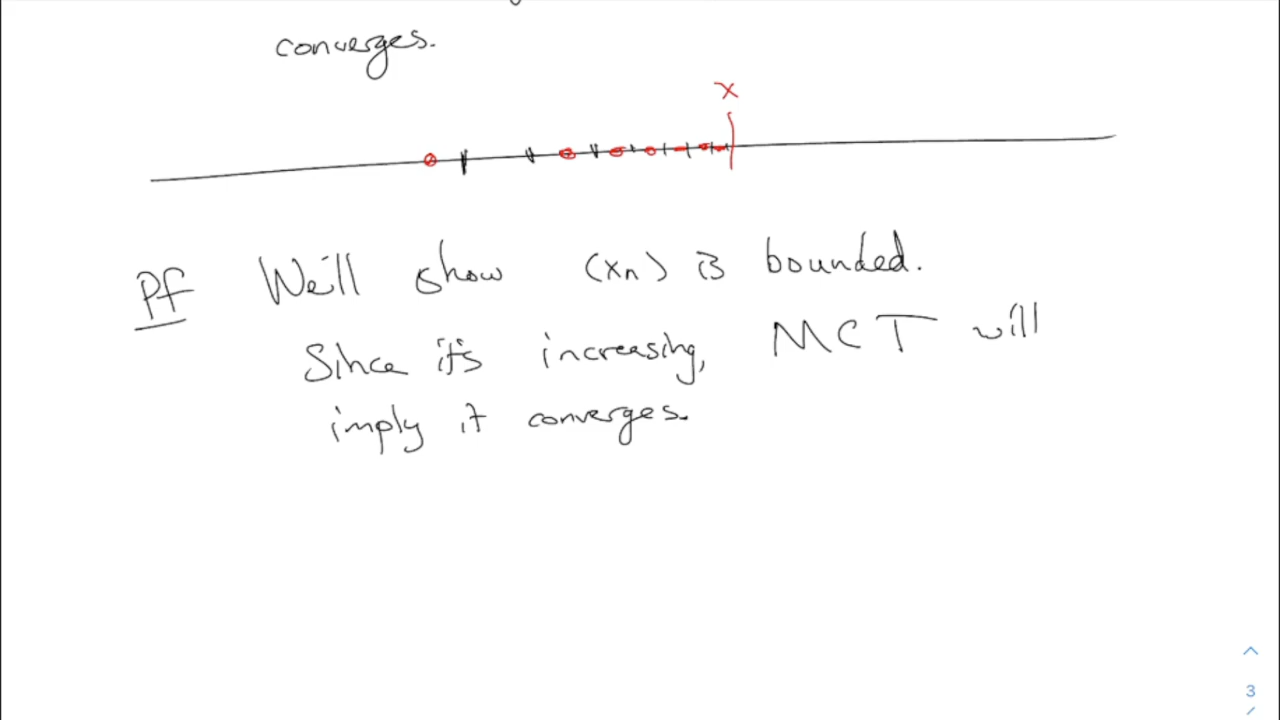 converges.
x
Pf We'll show (xn) is bounded.
Since it's increasing, MCT will
imply it converges.
3